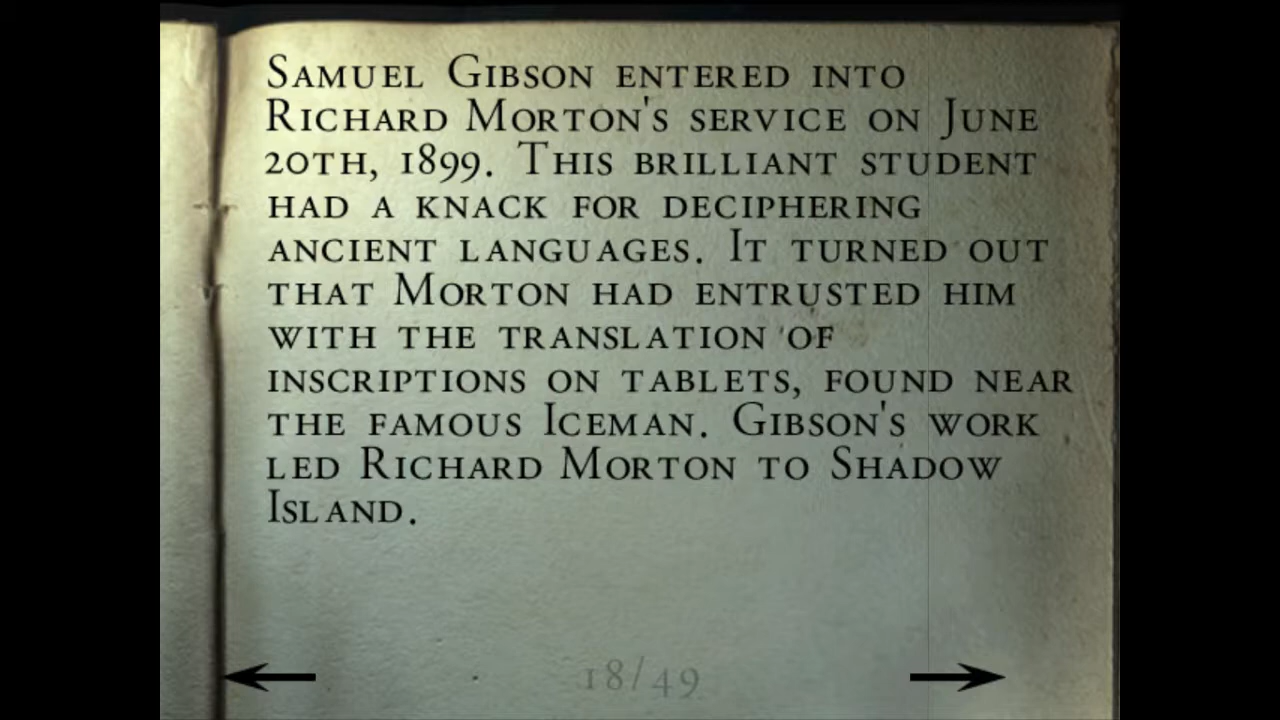 Samuel Gibson entered into
Richard Morton's service on June
20th, 1899. This brilliant student
had a knack for deciphering
ancient languages. It turned out
that Morton had entrusted him
with the translation of
inscriptions on tablets, found near
the famous Iceman. Gibson's work
led Richard Morton to Shadow
Island.
18/49